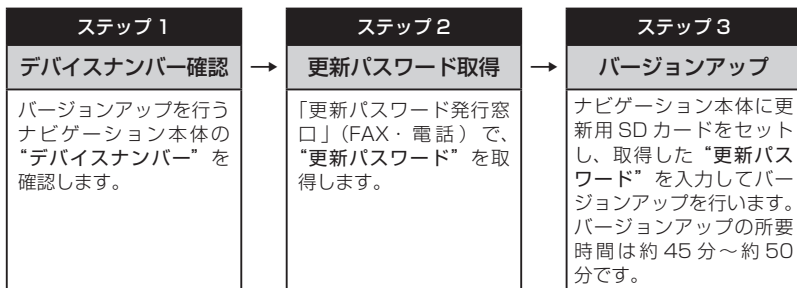 ステップ 1
デバイスナンバー確認
バージョンアップを行う
ナビゲーション本体の
“デバイスナンバー”を
確認します。
→
ステップ 2
更新パスワード取得
「更新パスワード発行窓
口」(FAX・電話)で、
“更新パスワード”を取
得します。
→
ステップ 3
バージョンアップ
ナビゲーション本体に更
新用 SD カードをセット
し、取得した“更新パス
ワード”を入力してバー
ジョンアップを行います。
バージョンアップの所要
時間は約 45 分～約 50
分です。